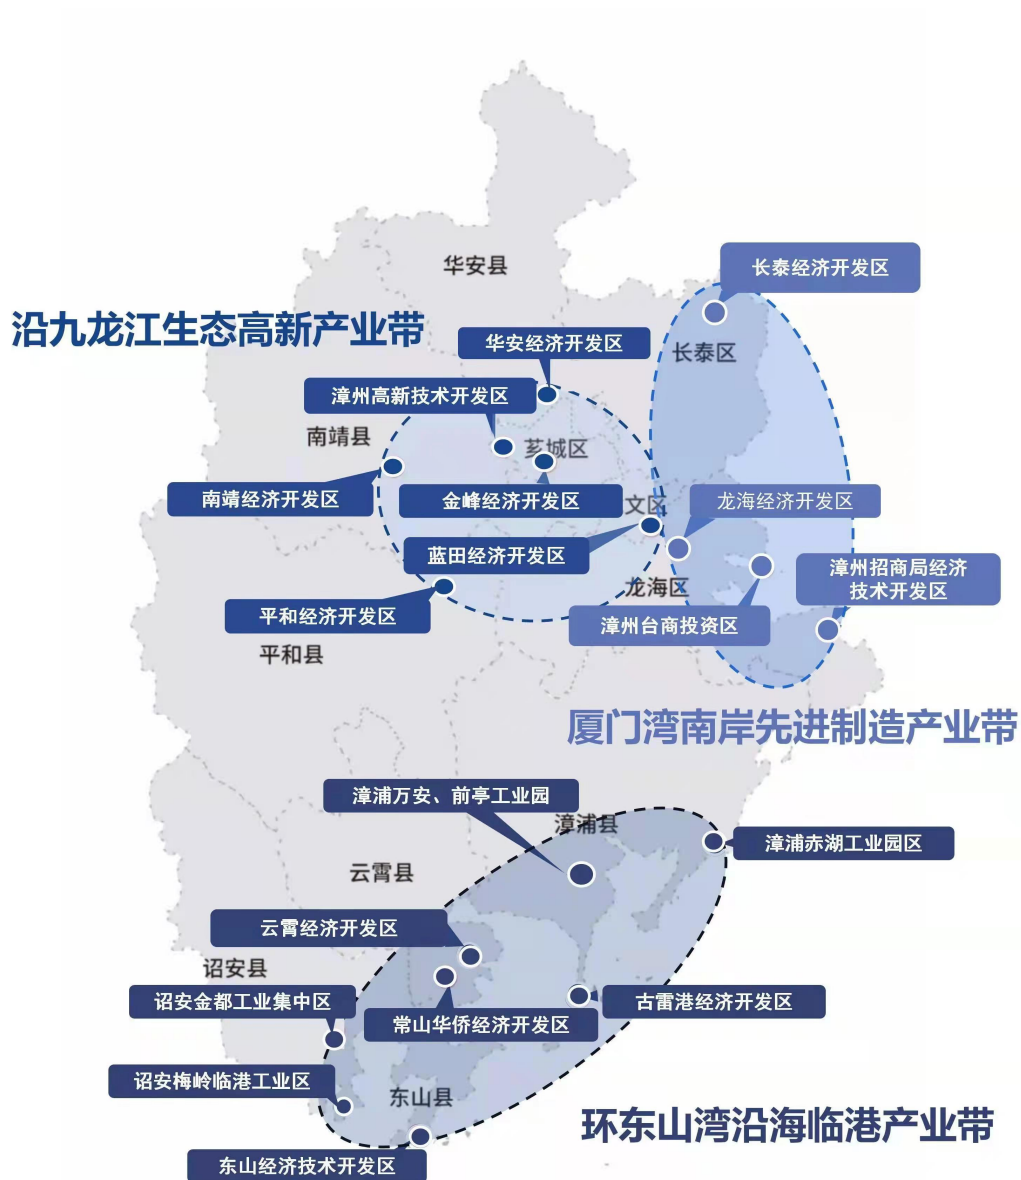 华安县
长泰经济开发区
沿九龙江生态高新产业带
华安经济开发区
长泰区
漳州高新技术开发区
南靖县
芗城区
南靖经济开发区
金峰经济开发区
文区
龙海经济开发区
蓝田经济开发区
漳州招商局经济
技术开发区
龙海区
平和经济开发区
漳州台商投资区
平和县
厦门湾南岸先进制造产业带
漳浦万安、前亭工业园
漳浦县
漳浦赤湖工业园区
云霄县
云霄经济开发区
诏安县
诏安金都工业集中区
古雷港经济开发区
常山华侨经济开发区
诏安梅岭临港工业区
东山县
环东山湾沿海临港产业带
东山经济技术开发区